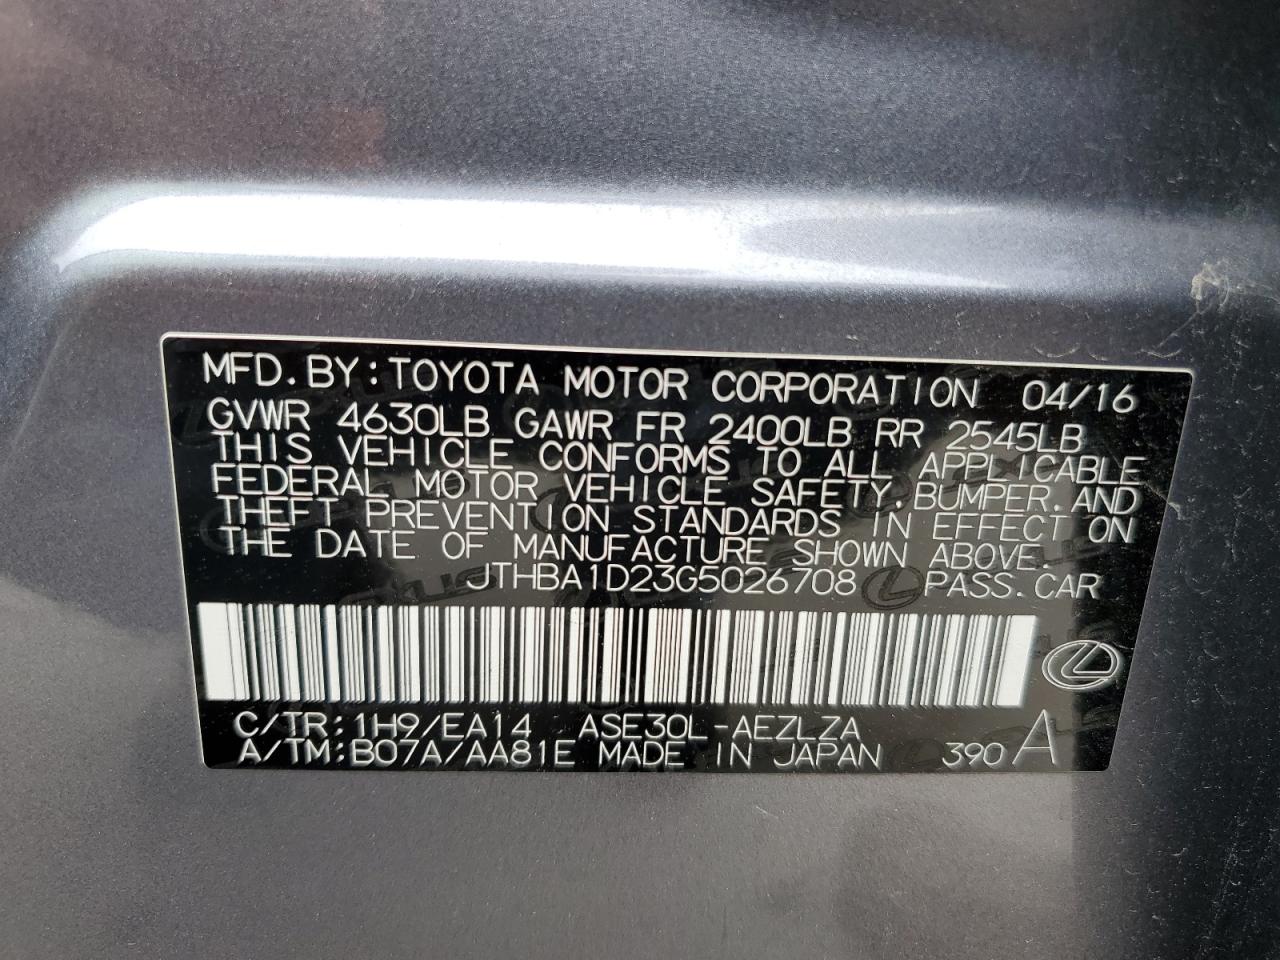 MFD.BY:TOYOTA MOTOR CORPORATION 04/16
GVWR 4630LB GAWR FR 2400LB RR 2545LB
THIS VEHICLE CONFORMS TO ALL APPLICABLE
FEDERAL MOTOR VEHICLE SAFETY,BUMPER,AND
THEFT PREVENTION STANDARDS IN EFFECT ON
THE DATE OF MANUFACTURE SHOWN ABOVE.
JTHBA1D23G5026708 PASS.CAR
C/TR:1H9/EA14 ASE30L-AEZLZA
A/TM:B07A/AA81E MADE IN JAPAN 390 A